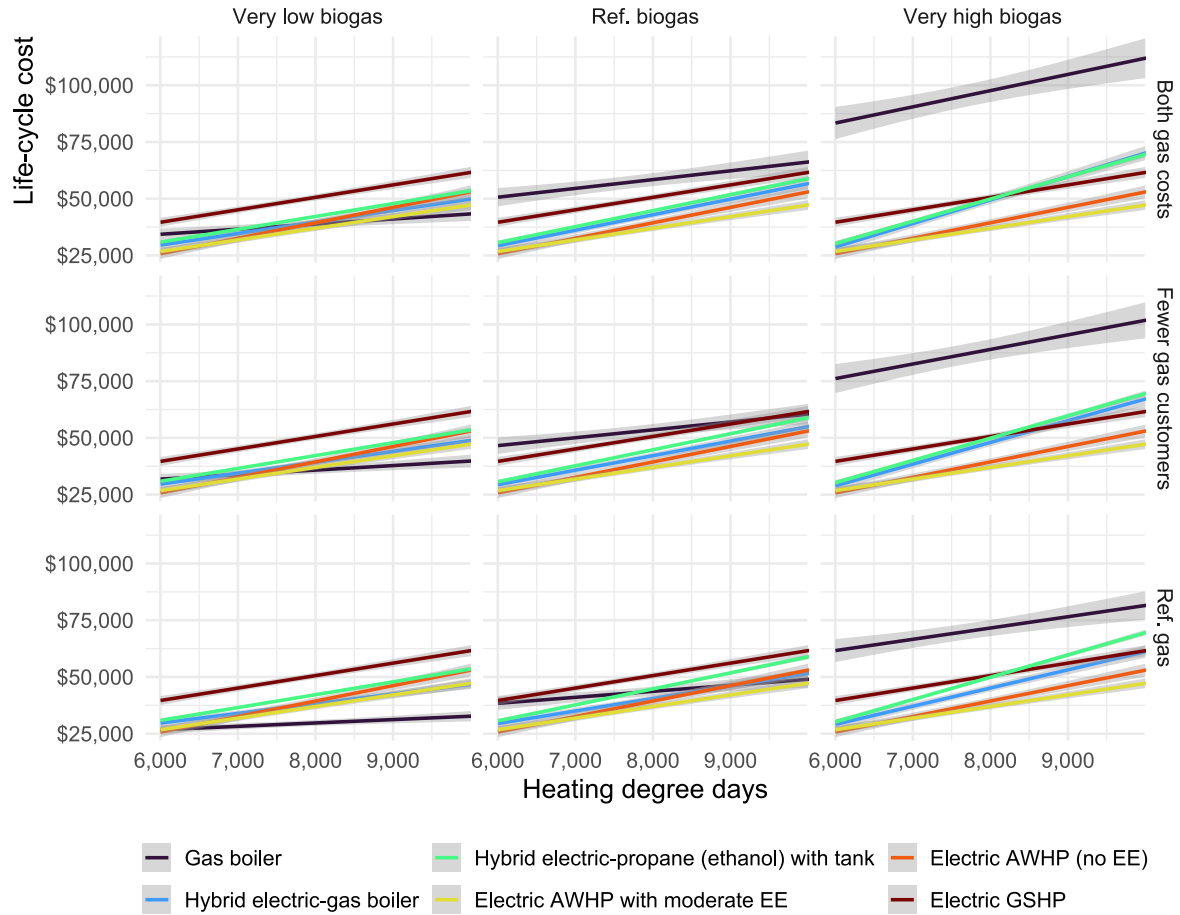 Very low biogas
Ref. biogas
Very high biogas
Life-cycle cost
$100,000
$75,000
$50,000
$25,000
Both gas costs
$100,000
$75,000
$50,000
$25,000
Fewer gas customers
$100,000
$75,000
$50,000
$25,000
Ref. gas
6,000 7,000 8,000 9,000
6,000 7,000 8,000 9,000
6,000 7,000 8,000 9,000
Heating degree days
Gas boiler
Hybrid electric-propane (ethanol) with tank
Electric AWHP (no EE)
Hybrid electric-gas boiler
Electric AWHP with moderate EE
Electric GSHP